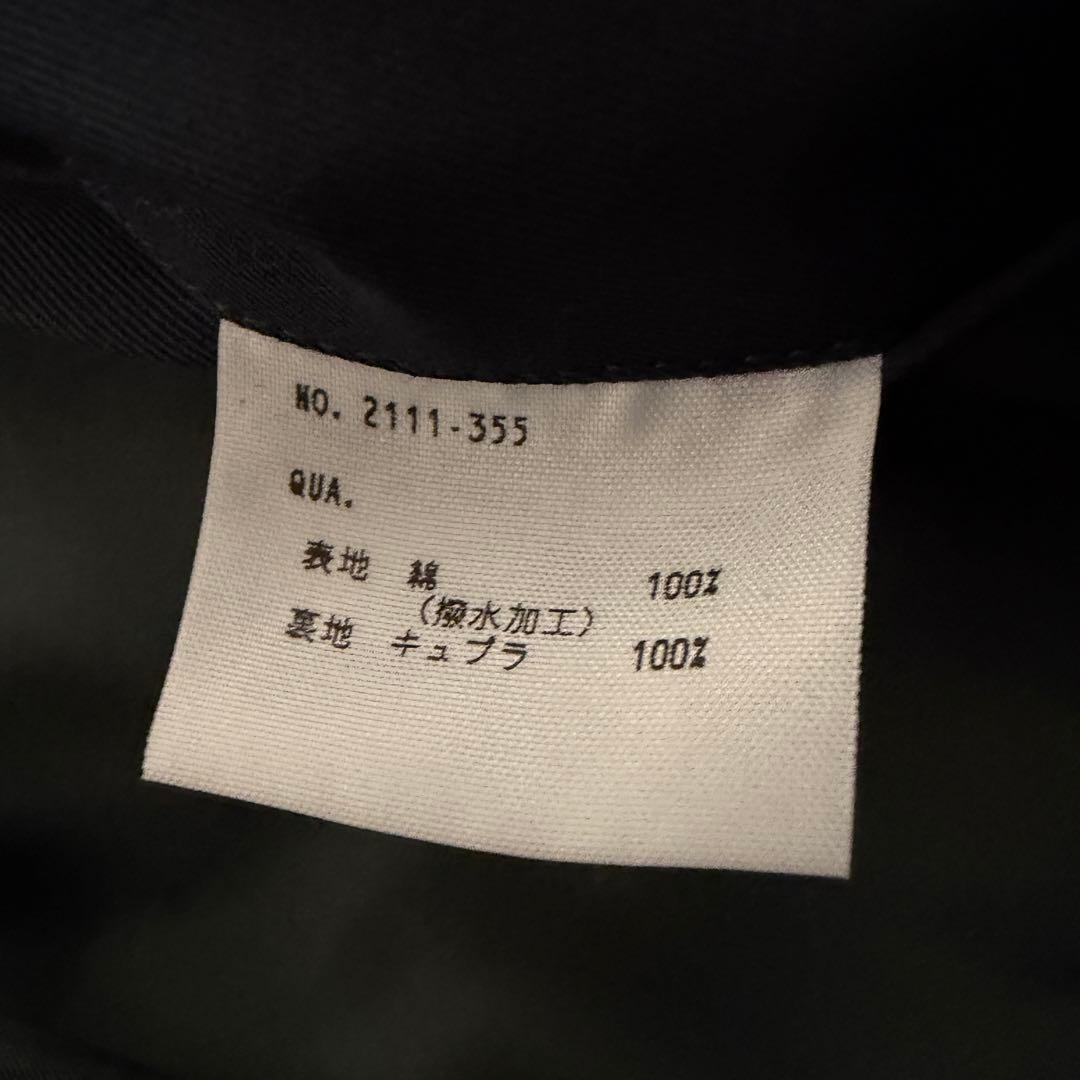 NO. 2111-355
QUA.
表地 綿 100%
(撥水加工)
裏地 キュプラ 100%